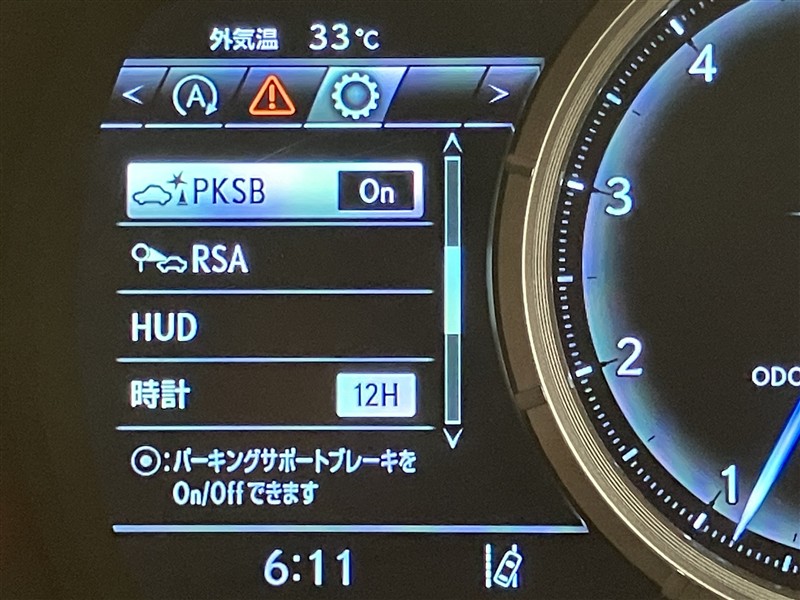 外気温 33℃
< A ! >
PKSB On
RSA
HUD
時計 12H
◎:パーキングサポートブレーキを
On/Offできます
6:11
4
3
2
1
ODO